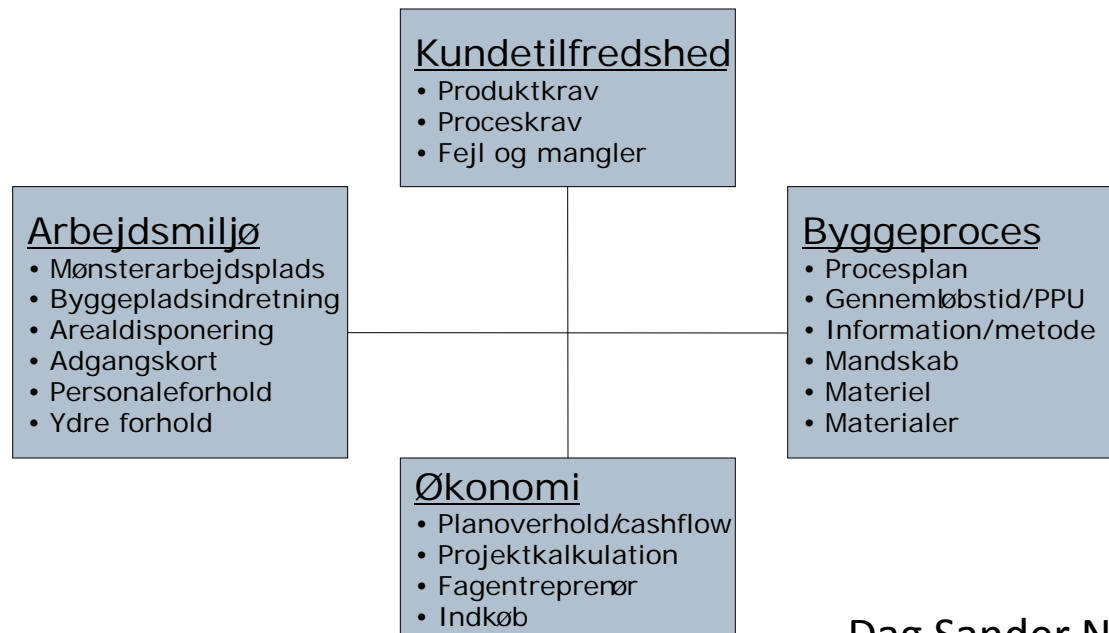 Kundetilfredshed
• Produktkrav
• Proceskrav
• Fejl og mangler
Arbejdsmiljø
• Mønsterarbejdsplads
• Byggepladsindretning
• Arealdisponering
• Adgangskort
• Personaleforhold
• Ydre forhold
Byggeproces
• Procesplan
• Gennemløbstid/PPU
• Information/metode
• Mandskab
• Materiel
• Materialer
Økonomi
• Planoverhold/cashflow
• Projektkalkulation
• Fagentreprenør
• Indkøb
Dag Sander N